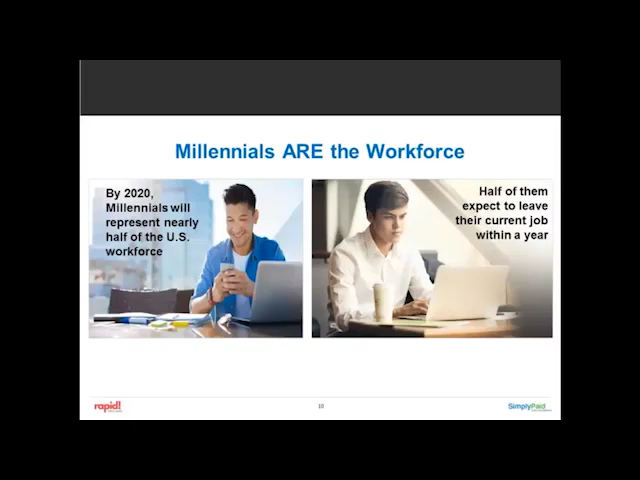 Millennials ARE the Workforce
By 2020,
Millennials will
represent nearly
half of the U.S.
workforce
Half of them
expect to leave
their current job
within a year
rapid!
18
SimplyPaid